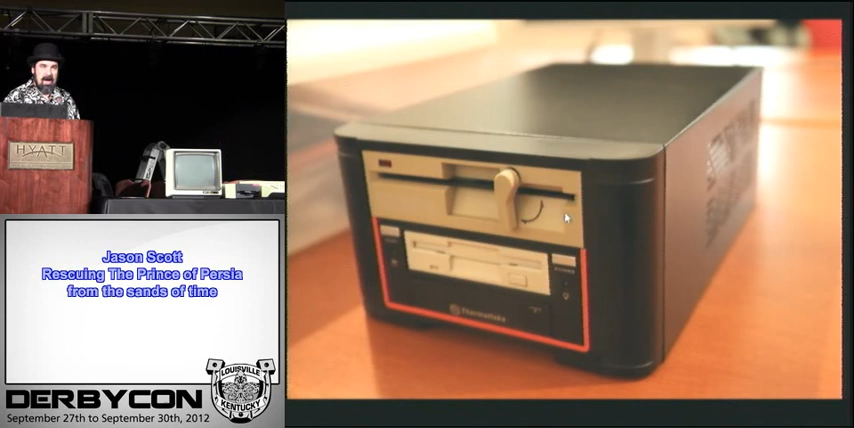 HYATT
Jason Scott
Rescuing The Prince of Persia
from the sands of time
LOUISVILLE
KENTUCKY
DERBYCON
September 27th to September 30th, 2012
Thermaltake